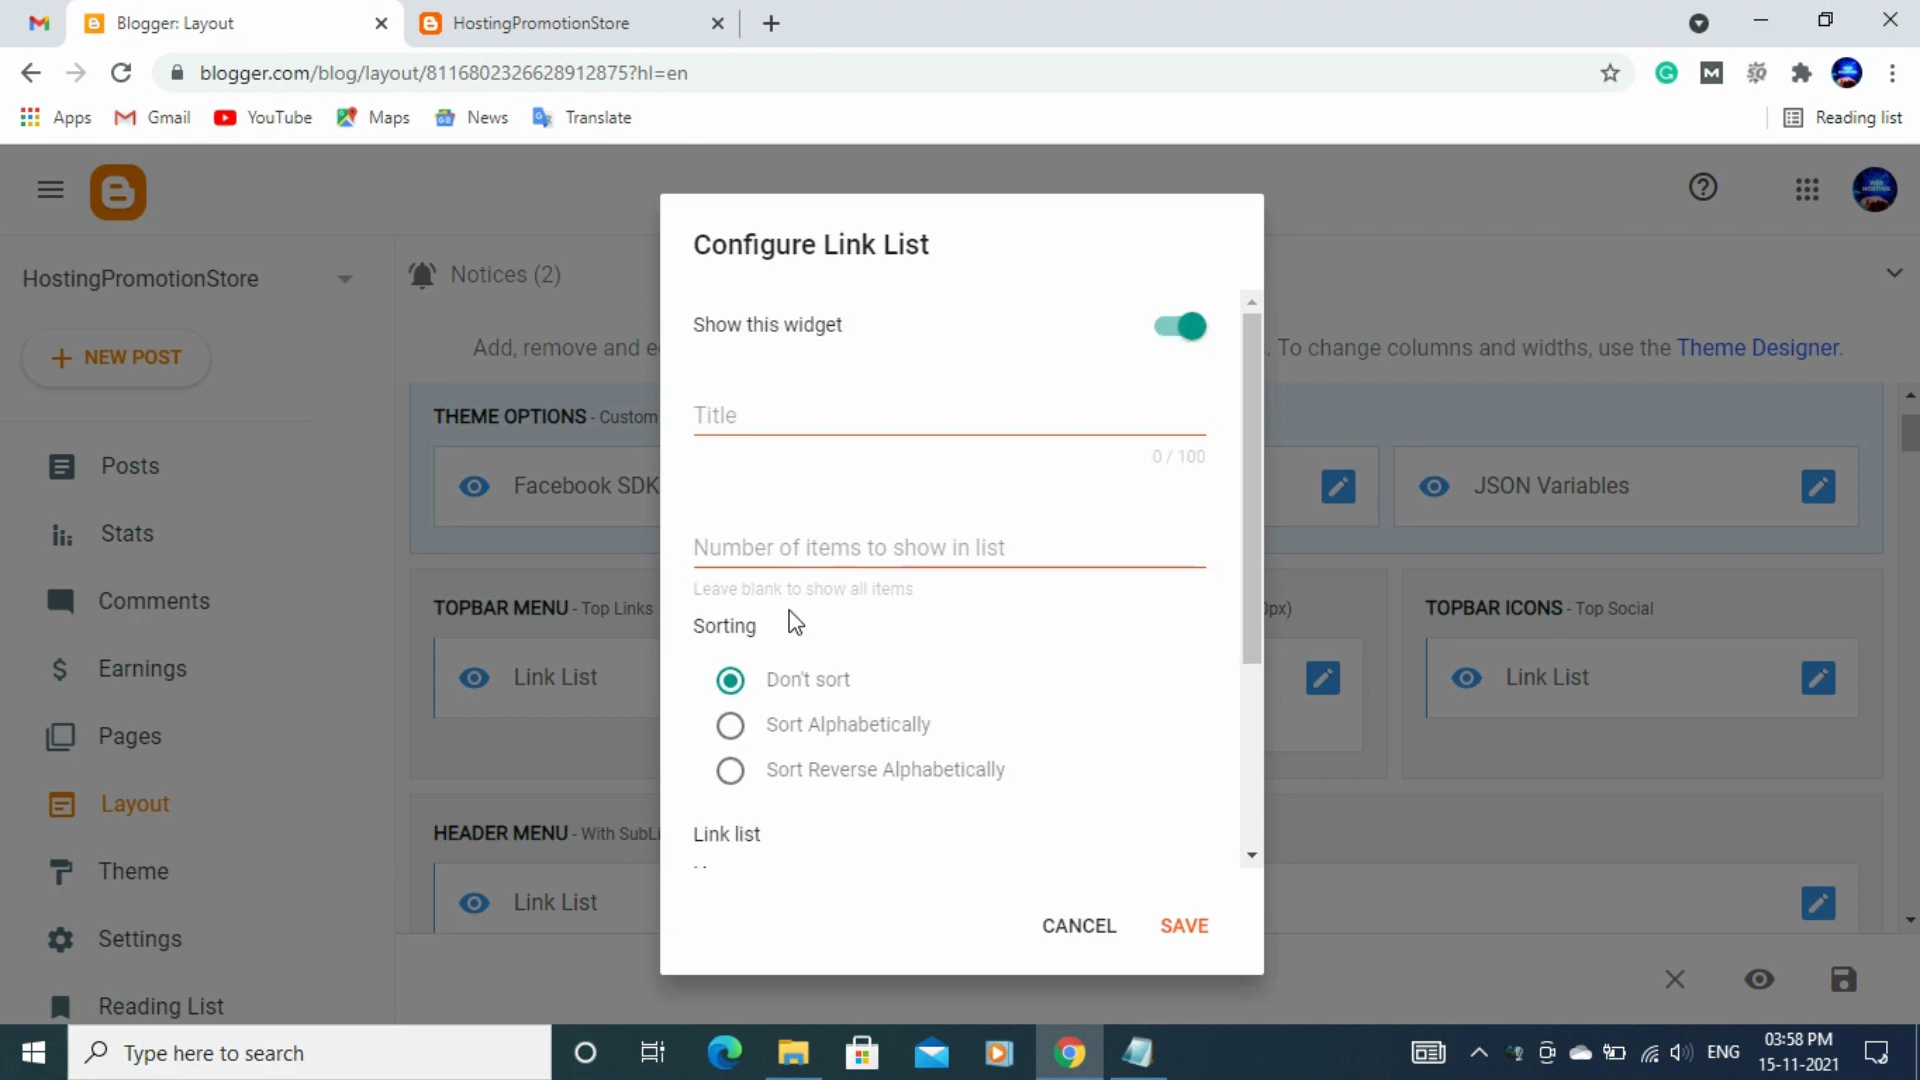 Blogger: Layout
HostingPromotionStore
blogger.com/blog/layout/8116802326628912875?hl=en
Apps
Gmail
YouTube
Maps
News
Translate
Reading list
HostingPromotionStore
Notices (2)
NEW POST
Add, remove and e
. To change columns and widths, use the Theme Designer.
THEME OPTIONS - Custom
Facebook SDK
JSON Variables
Posts
Stats
Comments
Earnings
Pages
Layout
Theme
Settings
Reading List
TOPBAR MENU - Top Links
0px)
TOPBAR ICONS - Top Social
Link List
Link List
HEADER MENU - With SubLi
Link List
Configure Link List
Show this widget
Title
0 / 100
Number of items to show in list
Leave blank to show all items
Sorting
Don't sort
Sort Alphabetically
Sort Reverse Alphabetically
Link list
CANCEL
SAVE
Type here to search
ENG
03:58 PM
15-11-2021